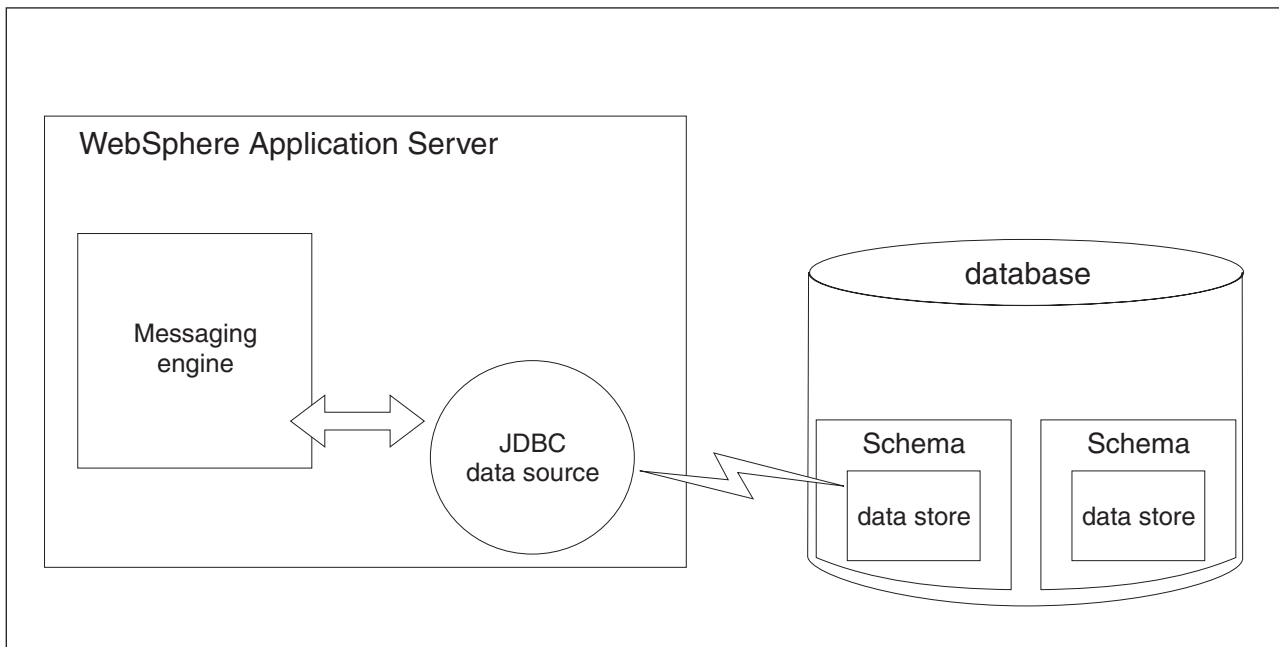 WebSphere Application Server
Messaging
engine
JDBC
data source
database
Schema
data store
Schema
data store